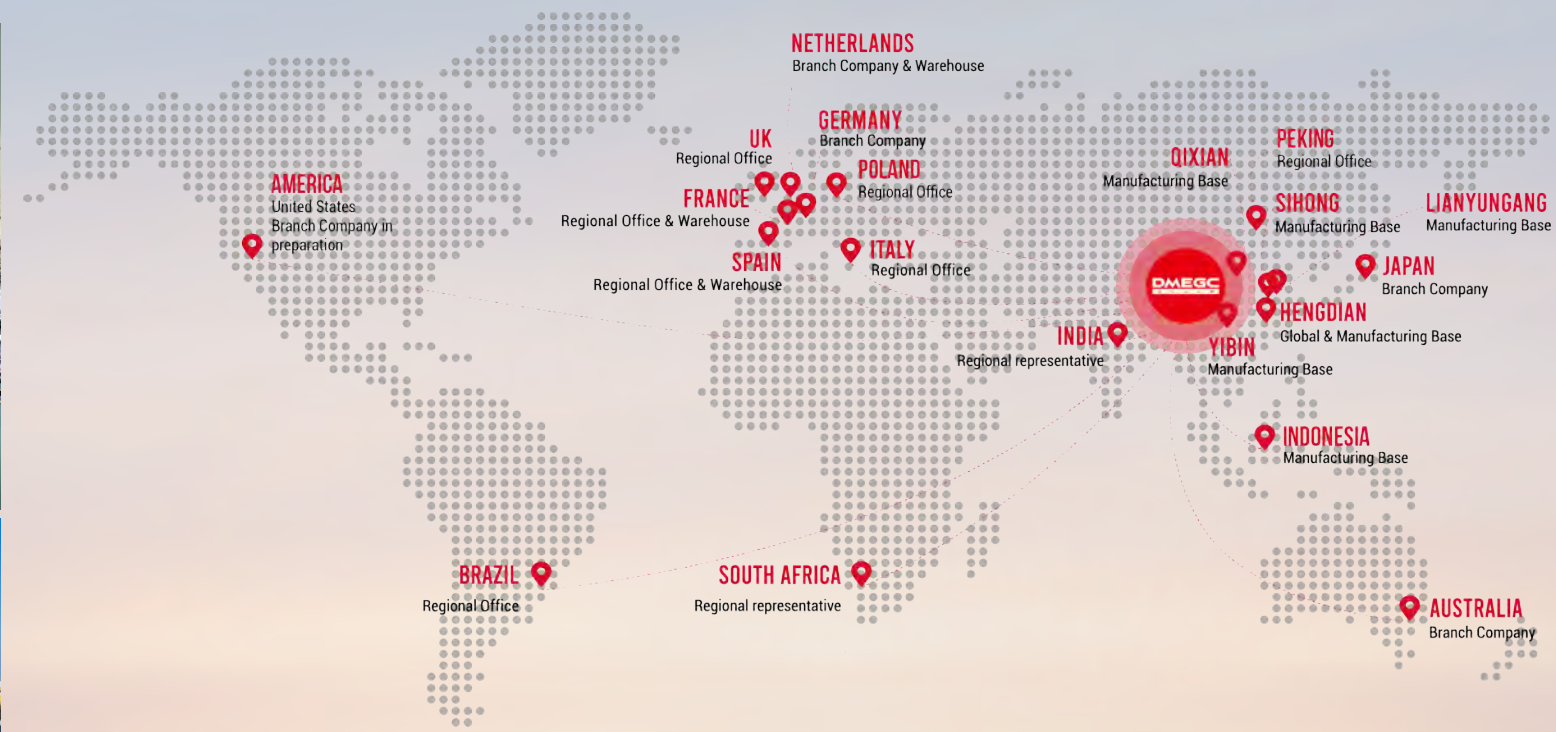 NETHERLANDS
Branch Company & Warehouse
GERMANY
Branch Company
UK
Regional Office
POLAND
Regional Office
FRANCE
Regional Office & Warehouse
SPAIN
Regional Office & Warehouse
ITALY
Regional Office
AMERICA
United States
Branch Company in
preparation
QIXIAN
Manufacturing Base
PEKING
Regional Office
SIHONG
Manufacturing Base
LIANYUNGANG
Manufacturing Base
DMEGC
JAPAN
Branch Company
HENGDIAN
Global & Manufacturing Base
INDIA
Regional representative
YIBIN
Manufacturing Base
INDONESIA
Manufacturing Base
BRAZIL
Regional Office
SOUTH AFRICA
Regional representative
AUSTRALIA
Branch Company